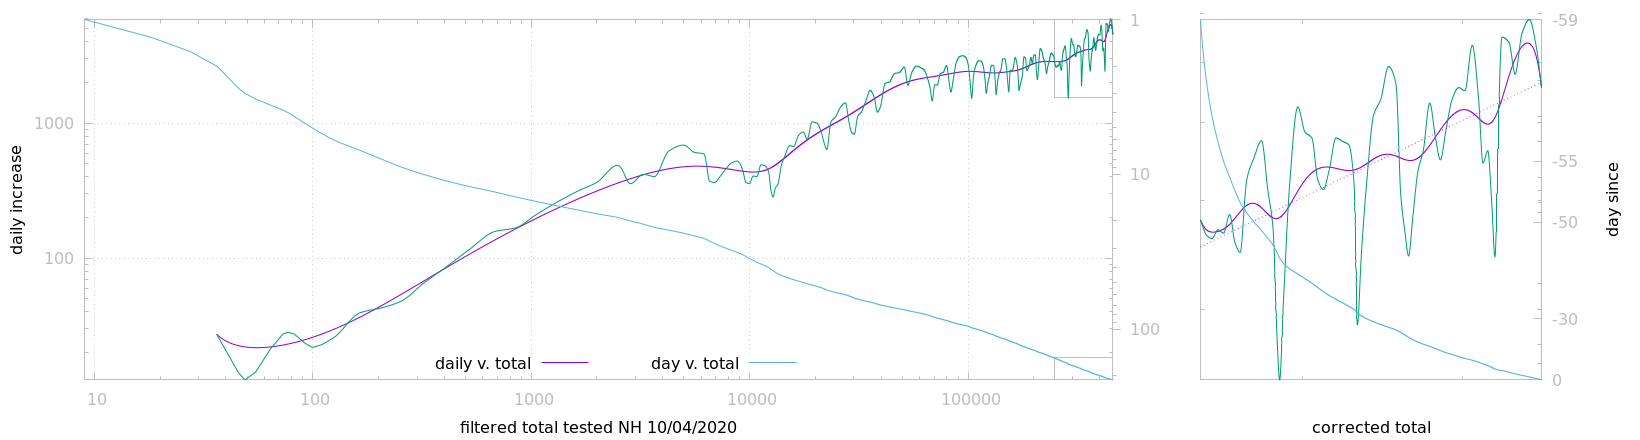 1
-59
1000
daily increase
-55
10
-50
day since
100
-30
100
daily v. total
day v. total
0
10
100
1000
10000
100000
filtered total tested NH 10/04/2020
corrected total